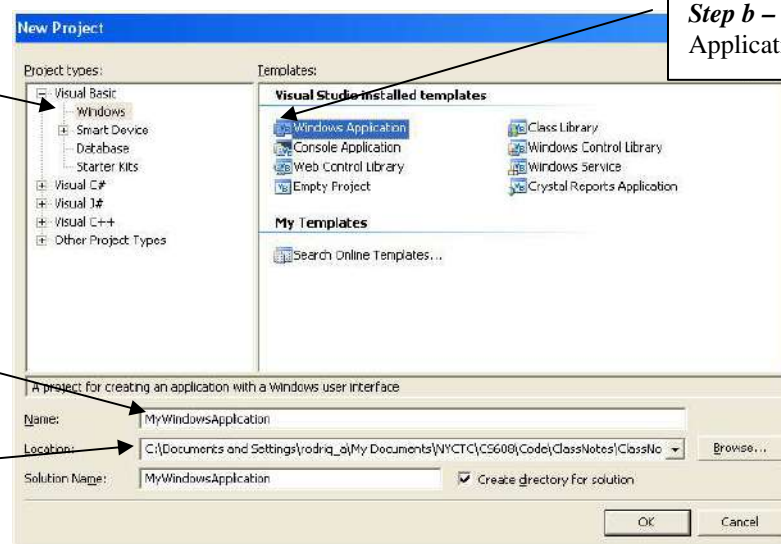 Step b –
Applicati
New Project
Project types:
Templates:
Visual Basic
Windows
Smart Device
Database
Starter Kits
Visual C#
Visual J#
Visual C++
Other Project Types
Visual Studio installed templates
Windows Application
Console Application
Web Control Library
Empty Project
Class Library
Windows Control Library
Windows Service
Crystal Reports Application
My Templates
Search Online Templates...
A project for creating an application with a Windows user interface
Name: MyWindowsApplication
Location: C:\Documents and Settings\rodriq_a\My Documents\NYCTC\CS608\Code\ClassNotes\ClassNo Browse...
Solution Name: MyWindowsApplication Create directory for solution
OK Cancel